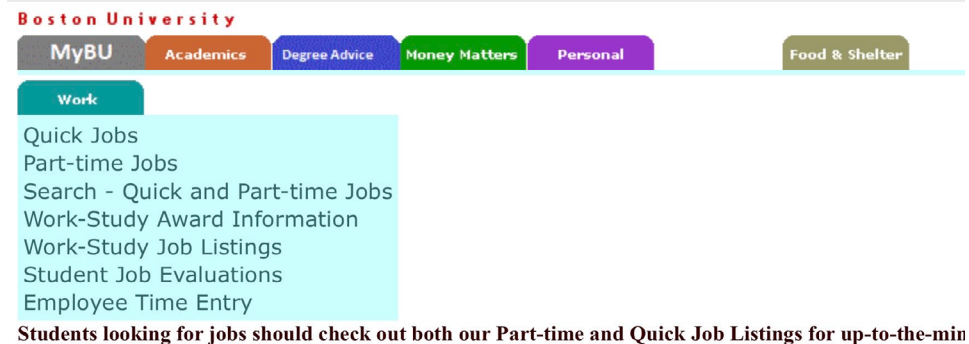 Boston University
MyBU Academics Degree Advice Money Matters Personal Food & Shelter
Work
Quick Jobs
Part-time Jobs
Search - Quick and Part-time Jobs
Work-Study Award Information
Work-Study Job Listings
Student Job Evaluations
Employee Time Entry
Students looking for jobs should check out both our Part-time and Quick Job Listings for up-to-the-min